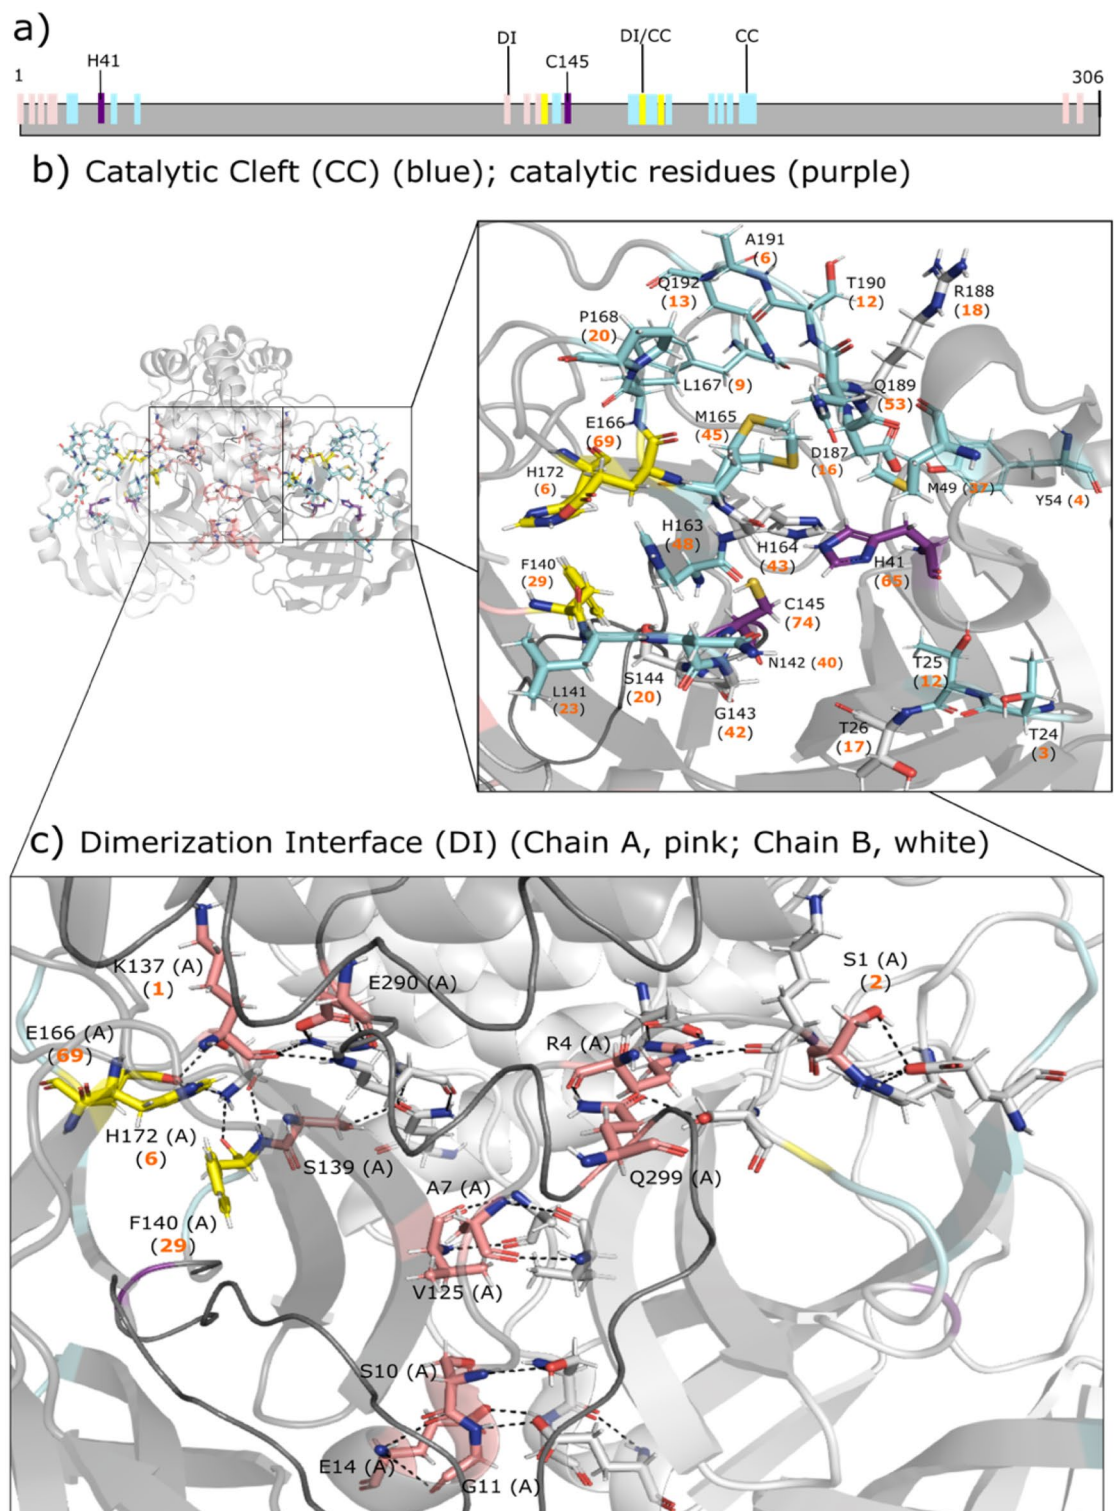 a)
DI
DI/CC
CC
H41
C145
1
306
b) Catalytic Cleft (CC) (blue); catalytic residues (purple)
A191
(6)
Q192
(13)
T190
(12)
R188
(18)
P168
(20)
L167 (9)
Q189
(53)
E166
(69)
M165
(45)
D187
(16)
H172
(6)
M49 (37)
Y54 (4)
H163
(48)
H164
(43)
H41
(65)
F140
(29)
C145
(74)
N142 (40)
S144
(20)
L141
(23)
G143
(42)
T25
(12)
T26
(17)
T24
(3)
c) Dimerization Interface (DI) (Chain A, pink; Chain B, white)
K137 (A)
(1)
E290 (A)
S1 (A)
(2)
E166 (A)
(69)
R4 (A)
H172 (A)
(6)
S139 (A)
Q299 (A)
A7 (A)
F140 (A)
(29)
V125 (A)
S10 (A)
E14 (A)
G11 (A)